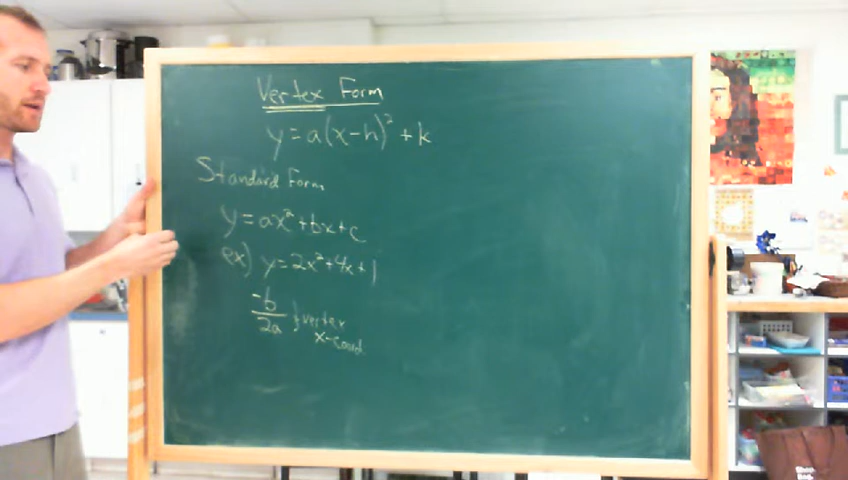 Vertex Form
y = a(x-h)² + k
Standard Form
y = ax² + bx + c
ex) y = 2x² + 4x + 1
-b/2a } vertex
x-coord